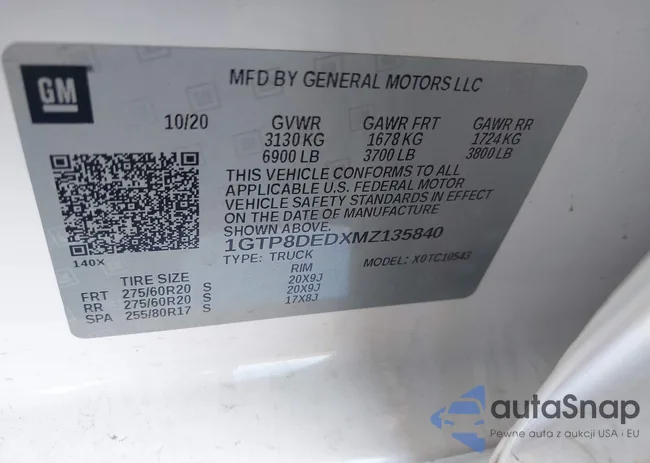 GM
MFD BY GENERAL MOTORS LLC
10/20 GVWR GAWR FRT GAWR RR
3130 KG 1678 KG 1724 KG
6900 LB 3700 LB 3800 LB
THIS VEHICLE CONFORMS TO ALL
APPLICABLE U.S. FEDERAL MOTOR
VEHICLE SAFETY STANDARDS IN EFFECT
ON THE DATE OF MANUFACTURE
SHOWN ABOVE.
140X
1GTP8DEDXMZ135840
TYPE: TRUCK MODEL: X0TC10543
TIRE SIZE RIM
FRT 275/60R20 S 20X9J
RR 275/60R20 S 20X9J
SPA 255/80R17 S 17X8J
autaSnap
Pewne auta z aukcji USA i EU